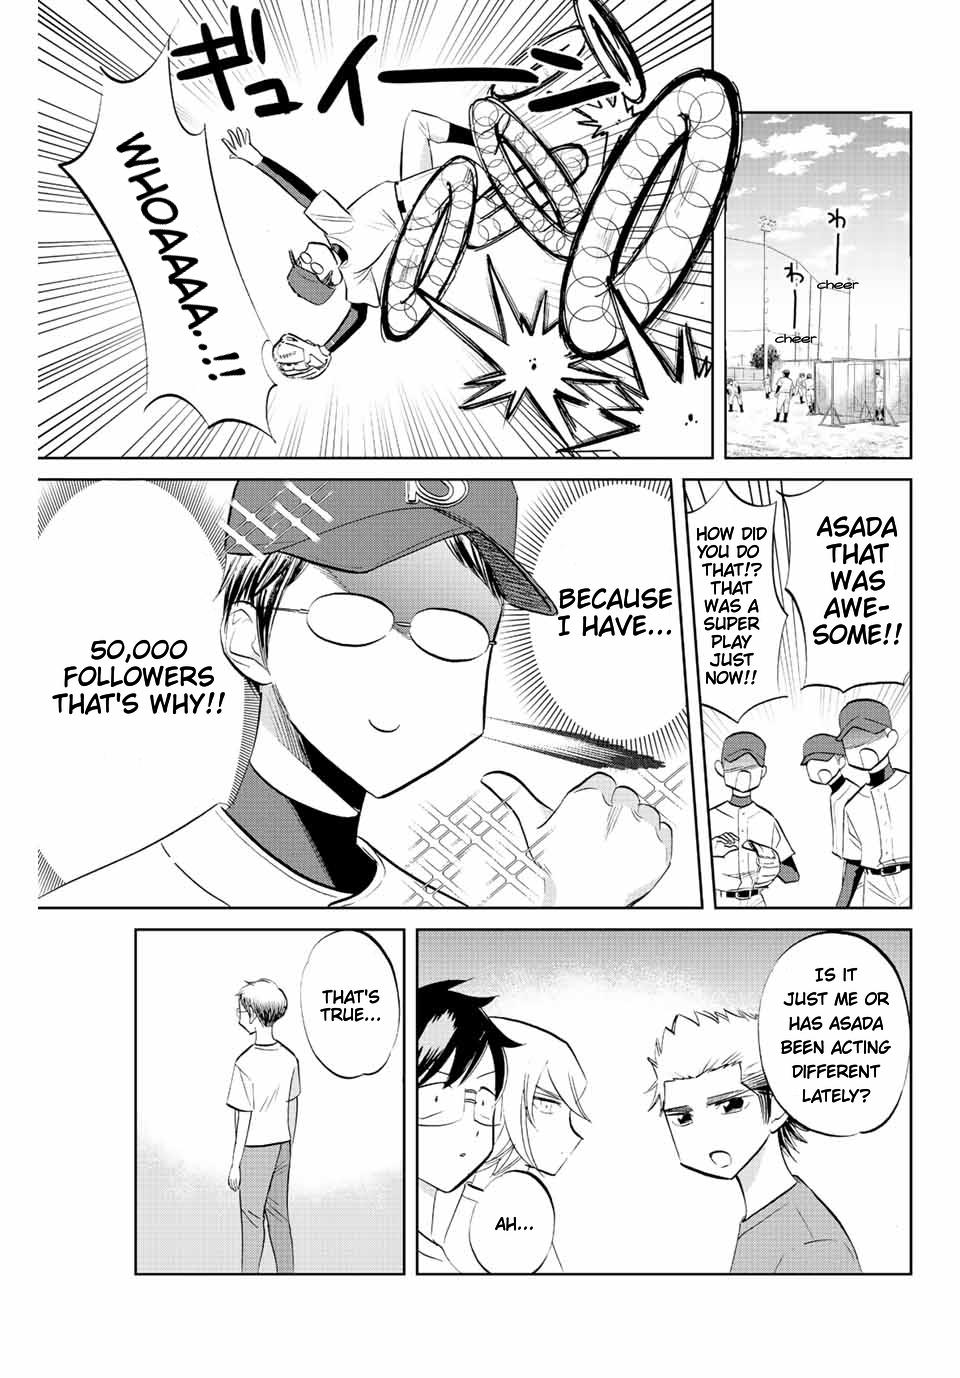 わー
cheer
わー
cheer
ギュイーン
WHOAAAA..!!
ASADA
THAT
WAS
AWE-
SOME!!
HOW DID
YOU DO
THAT!?
THAT
WAS A
SUPER
PLAY
JUST
NOW!!
BECAUSE
I HAVE...
50,000
FOLLOWERS
THAT'S WHY!!
IS IT
JUST ME OR
HAS ASADA
BEEN ACTING
DIFFERENT
LATELY?
AH...
THAT'S
TRUE...